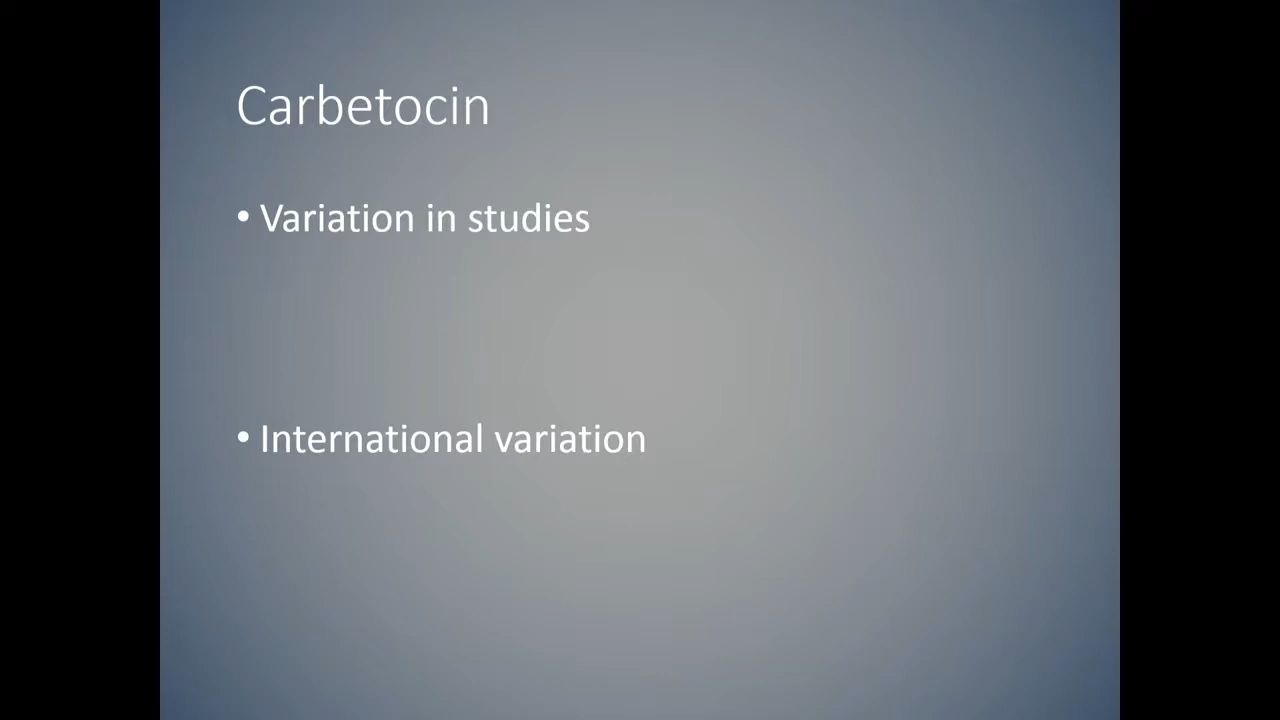 Carbetocin
• Variation in studies
• International variation